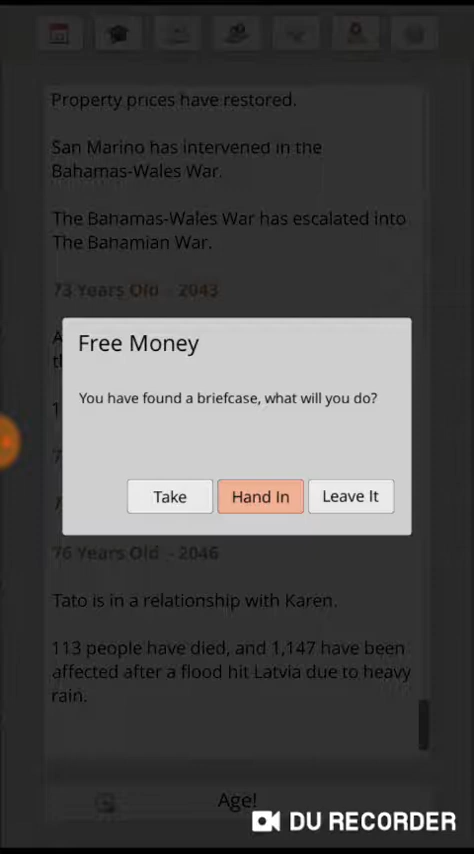 Property prices have restored.
San Marino has intervened in the
Bahamas-Wales War.
The Bahamas-Wales War has escalated into
The Bahamian War.
73 Years Old - 2043
Free Money
You have found a briefcase, what will you do?
Take Hand In Leave It
76 Years Old - 2046
Tato is in a relationship with Karen.
113 people have died, and 1,147 have been
affected after a flood hit Latvia due to heavy
rain.
Age!
DU RECORDER